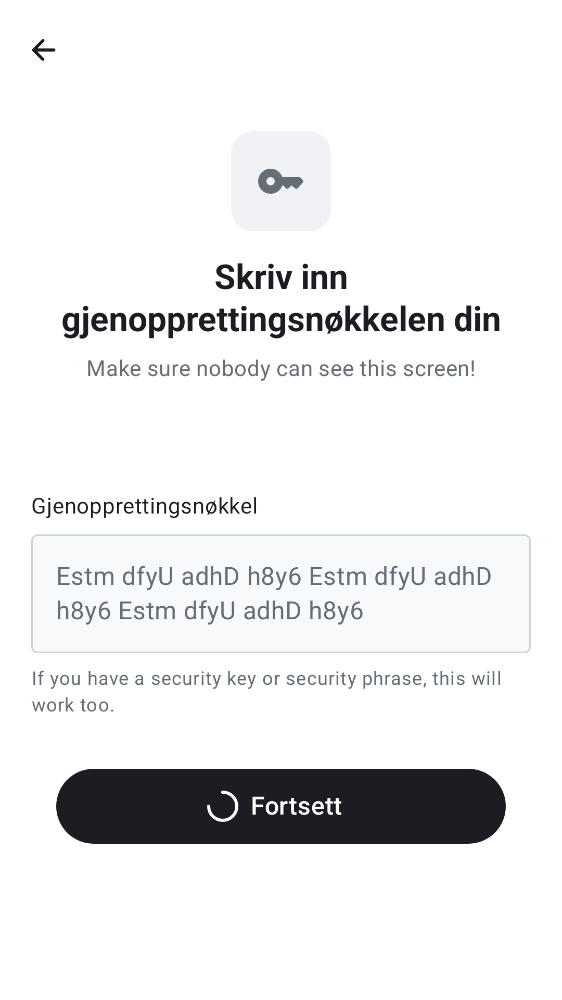 Skriv inn
gjenopprettingsnøkkelen din
Make sure nobody can see this screen!
Gjenopprettingsnøkkel
Estm dfyU adhD h8y6 Estm dfyU adhD
h8y6 Estm dfyU adhD h8y6
If you have a security key or security phrase, this will
work too.
Fortsett